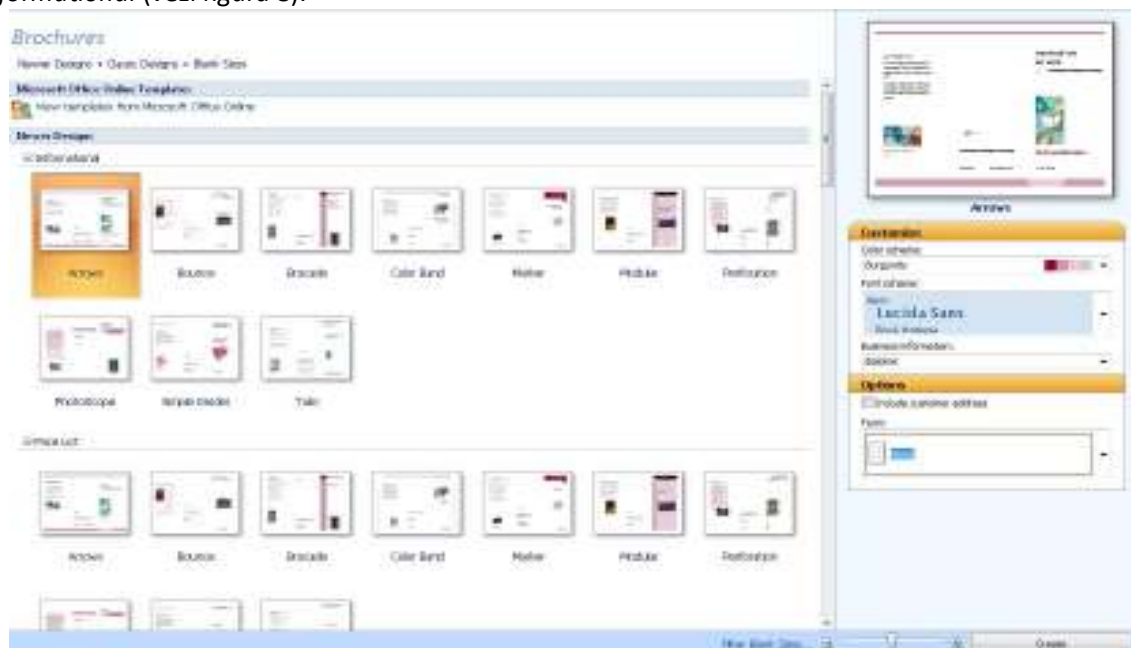 Brochures
Newer Designs • Classic Designs • Blank Sizes
Microsoft Office Online Templates
View templates from Microsoft Office Online
Newer Designs
Informational
Arrows
Bounce
Brocade
Color Band
Marker
Modular
Perforation
PhotoScope
Simple Divider
Tabs
Price List
Arrows
Bounce
Brocade
Color Band
Marker
Modular
Perforation
Arrows
Customize
Color scheme:
Burgundy
Font scheme:
Lucida Sans
Business information:
Options
Include customer address
Form:
None
Create